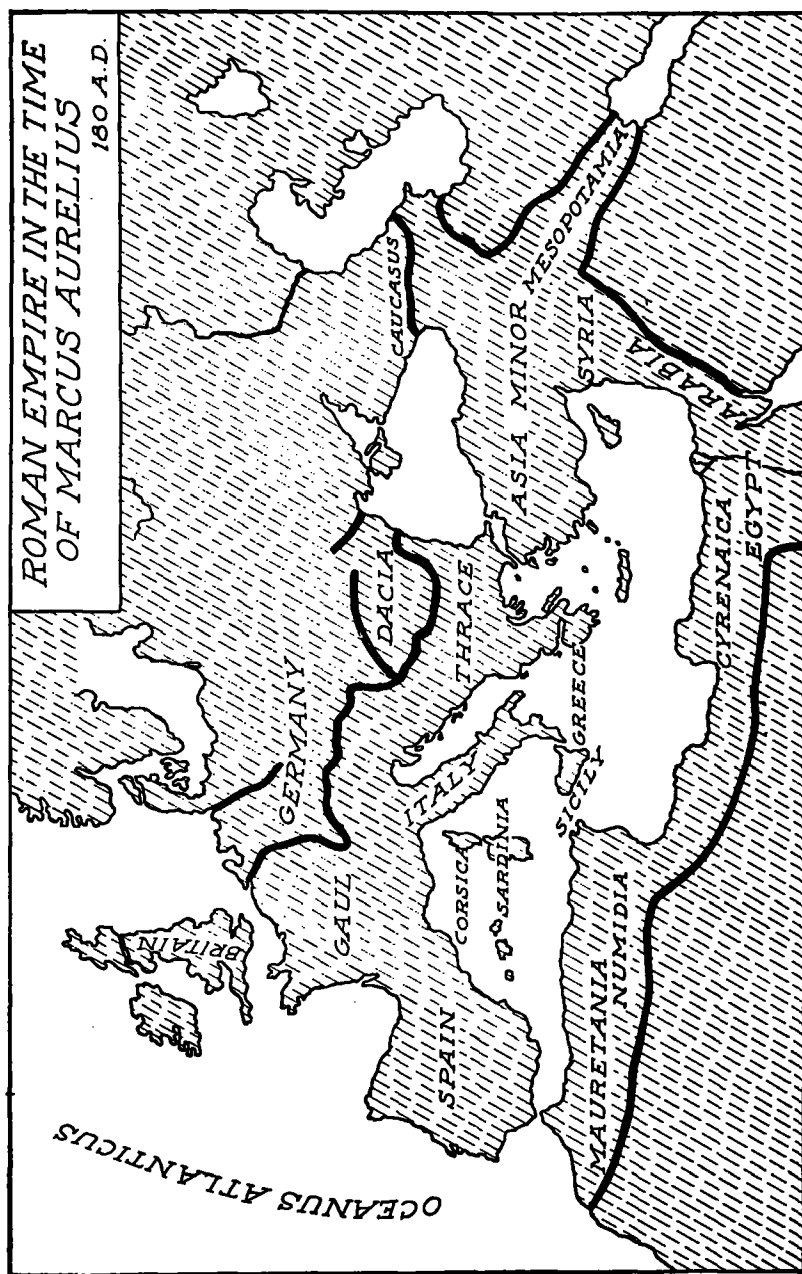 ROMAN EMPIRE IN THE TIME
OF MARCUS AURELIUS
180 A.D.
OCEANUS ATLANTICUS
BRITAIN
GERMANY
GAUL
DACIA
CAUCASUS
THRACE
ITALY
SPAIN
CORSICA
SARDINIA
SICILY
GREECE
ASIA MINOR
MESOPOTAMIA
SYRIA
ARABIA
MAURETANIA
NUMIDIA
CYRENAICA
EGYPT